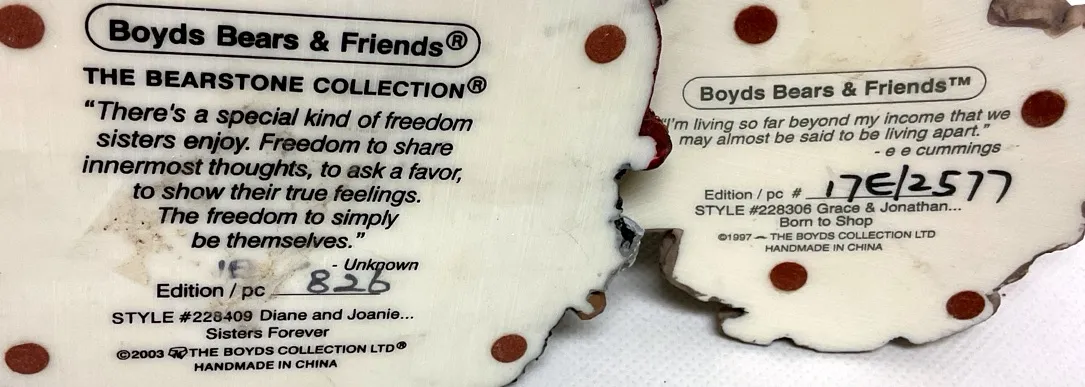 Boyds Bears & Friends®
THE BEARSTONE COLLECTION®
"There's a special kind of freedom
sisters enjoy. Freedom to share
innermost thoughts, to ask a favor,
to show their true feelings.
The freedom to simply
be themselves."
- Unknown
Edition / pc 1E 826
STYLE #228409 Diane and Joanie...
Sisters Forever
©2003 THE BOYDS COLLECTION LTD®
HANDMADE IN CHINA
Boyds Bears & Friends™
"I'm living so far beyond my income that we
may almost be said to be living apart."
- e e cummings
Edition / pc # 17E/2577
STYLE #228306 Grace & Jonathan...
Born to Shop
©1997 — THE BOYDS COLLECTION LTD
HANDMADE IN CHINA